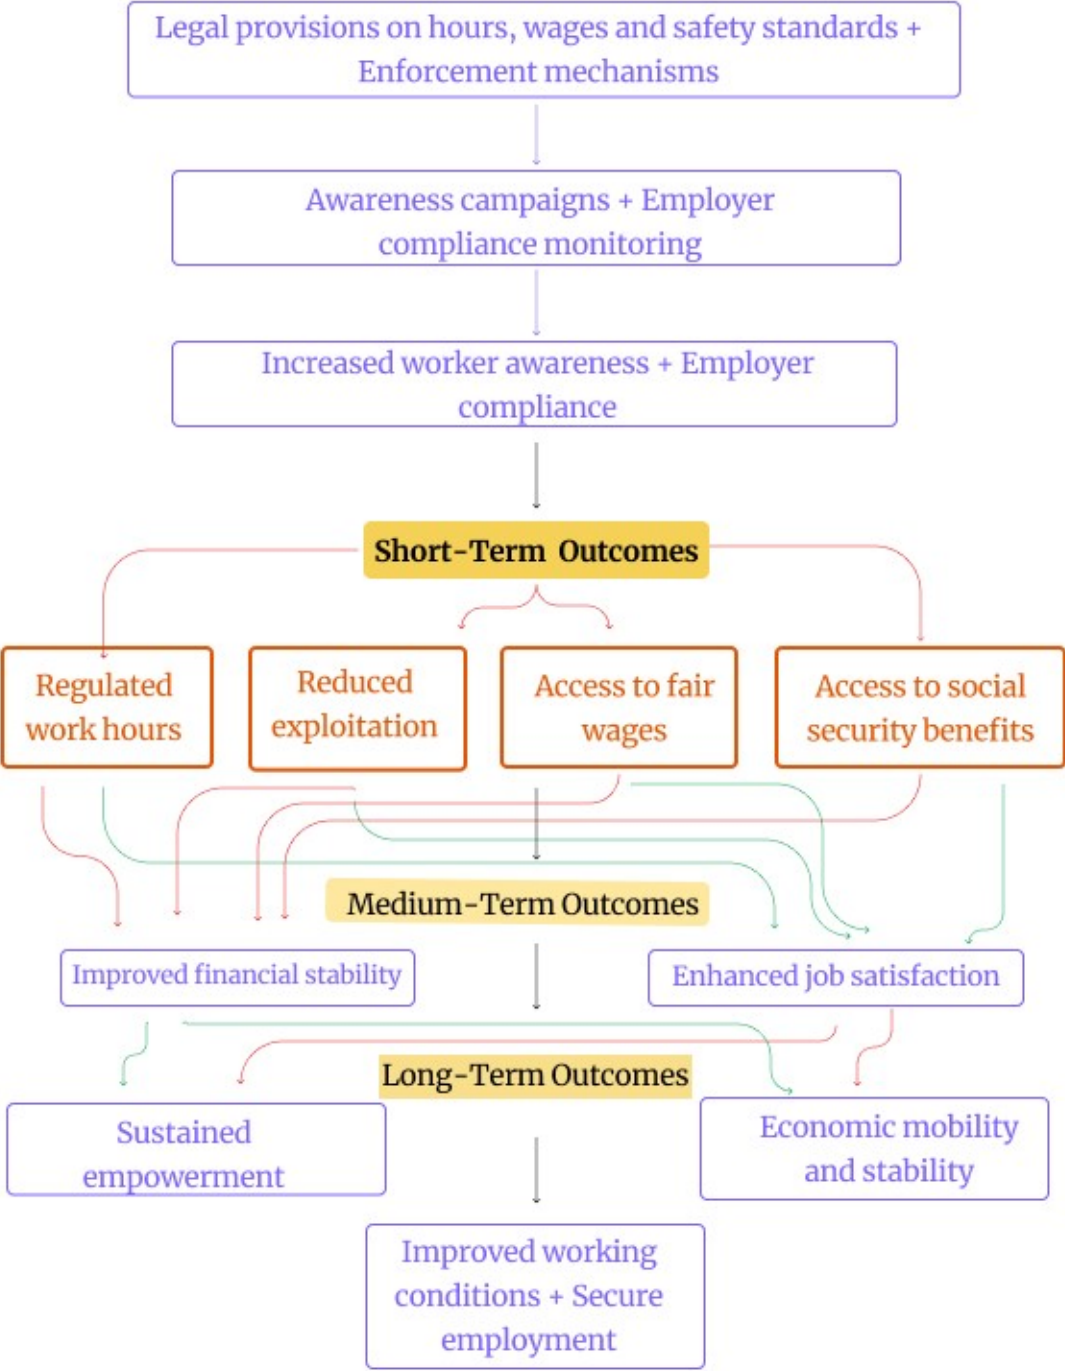 Legal provisions on hours, wages and safety standards +
Enforcement mechanisms
Awareness campaigns + Employer
compliance monitoring
Increased worker awareness + Employer
compliance
Short-Term Outcomes
Regulated
work hours
Reduced
exploitation
Access to fair
wages
Access to social
security benefits
Medium-Term Outcomes
Improved financial stability
Enhanced job satisfaction
Long-Term Outcomes
Sustained
empowerment
Economic mobility
and stability
Improved working
conditions + Secure
employment